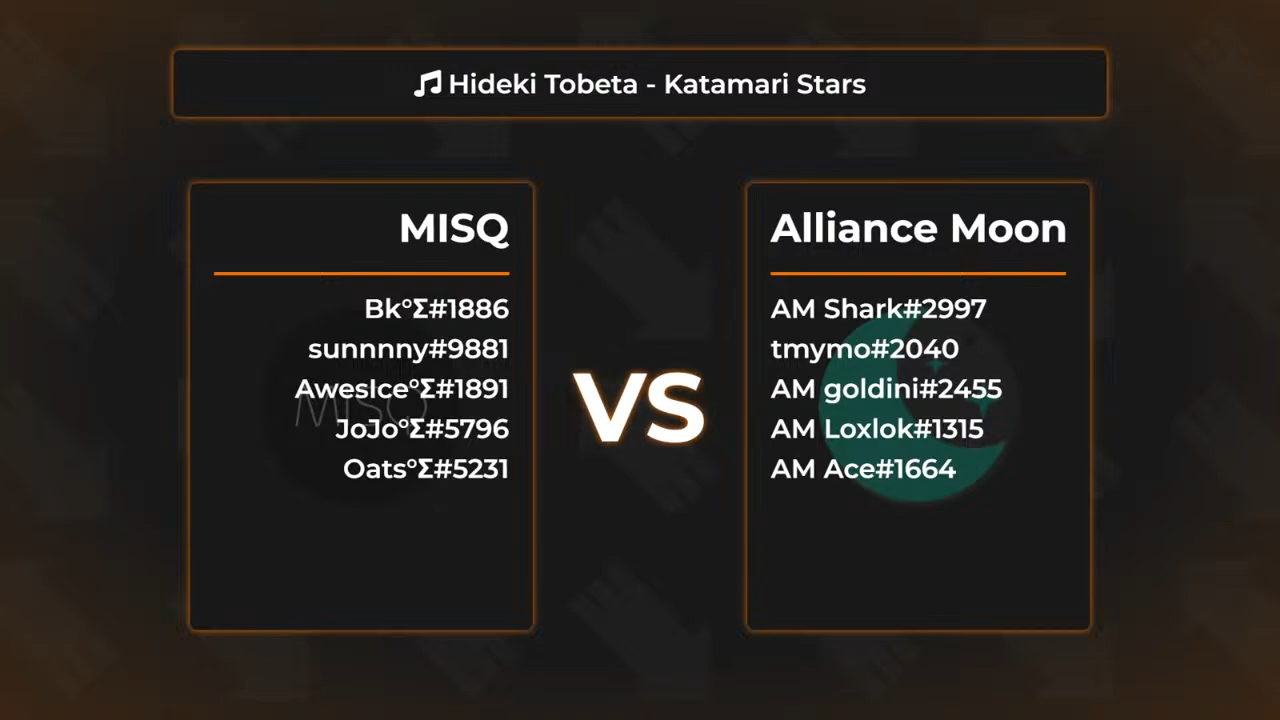 Hideki Tobeta - Katamari Stars
MISQ
Bk°Σ#1886
sunnnny#9881
AwesIce°Σ#1891
JoJo°Σ#5796
Oats°Σ#5231
MISQ
VS
Alliance Moon
AM Shark#2997
tmymo#2040
AM goldini#2455
AM Loxlok#1315
AM Ace#1664